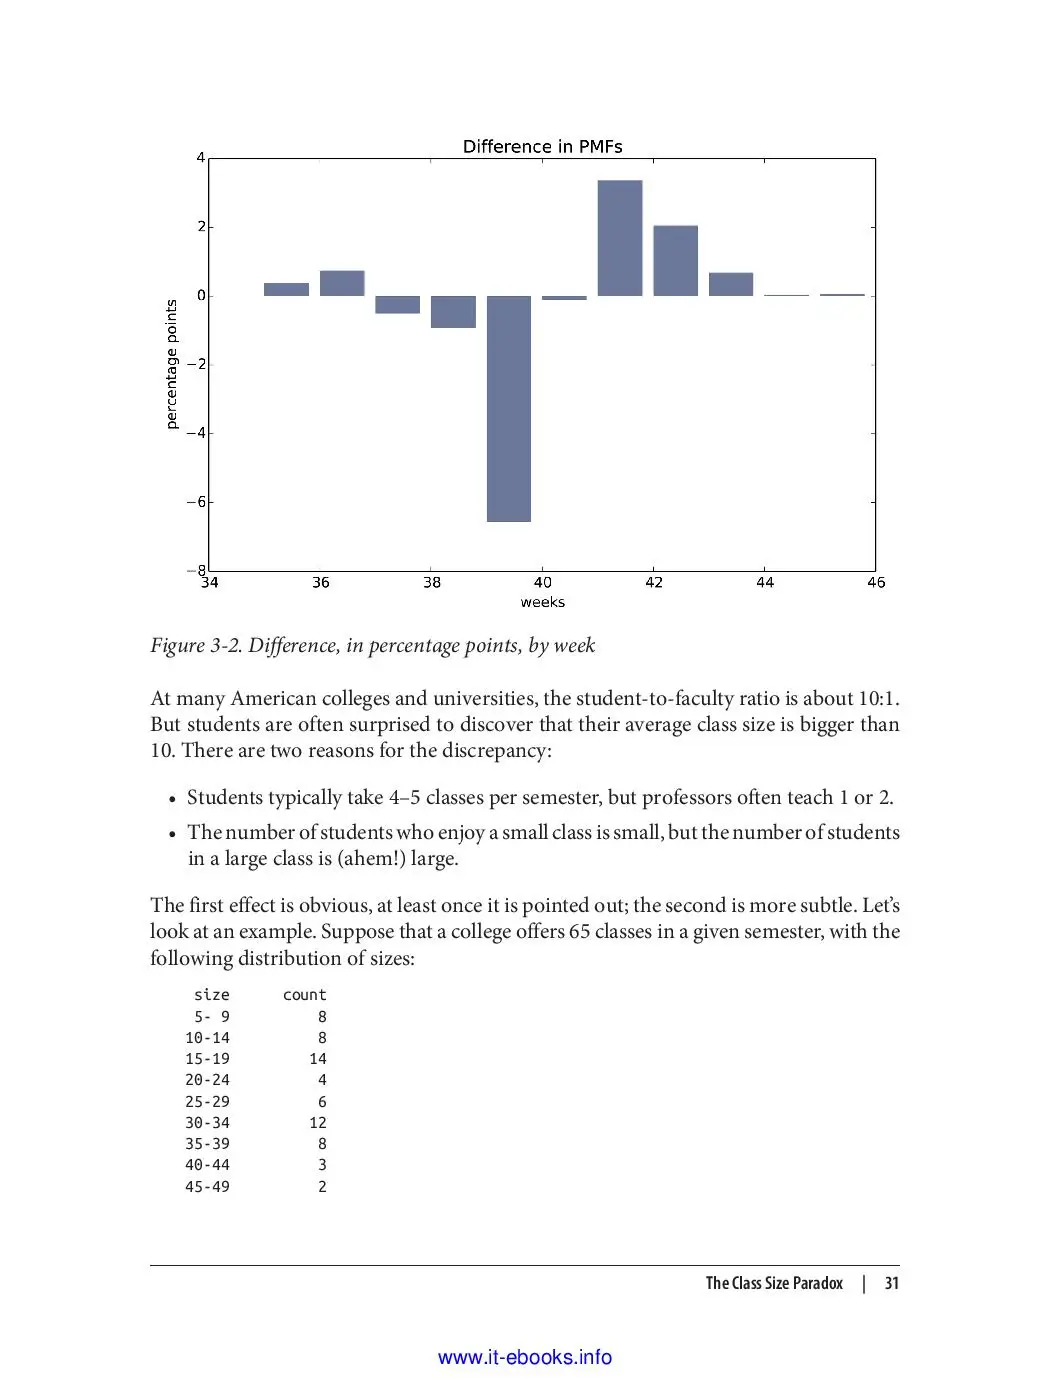 Difference in PMFs
4
2
0
−2
−4
−6
−8
percentage points
34 36 38 40 42 44 46
weeks
Figure 3-2. Difference, in percentage points, by week
At many American colleges and universities, the student-to-faculty ratio is about 10:1.
But students are often surprised to discover that their average class size is bigger than
10. There are two reasons for the discrepancy:
• Students typically take 4–5 classes per semester, but professors often teach 1 or 2.
• The number of students who enjoy a small class is small, but the number of students
in a large class is (ahem!) large.
The first effect is obvious, at least once it is pointed out; the second is more subtle. Let’s
look at an example. Suppose that a college offers 65 classes in a given semester, with the
following distribution of sizes:
size count
5- 9 8
10-14 8
15-19 14
20-24 4
25-29 6
30-34 12
35-39 8
40-44 3
45-49 2
The Class Size Paradox | 31
www.it-ebooks.info